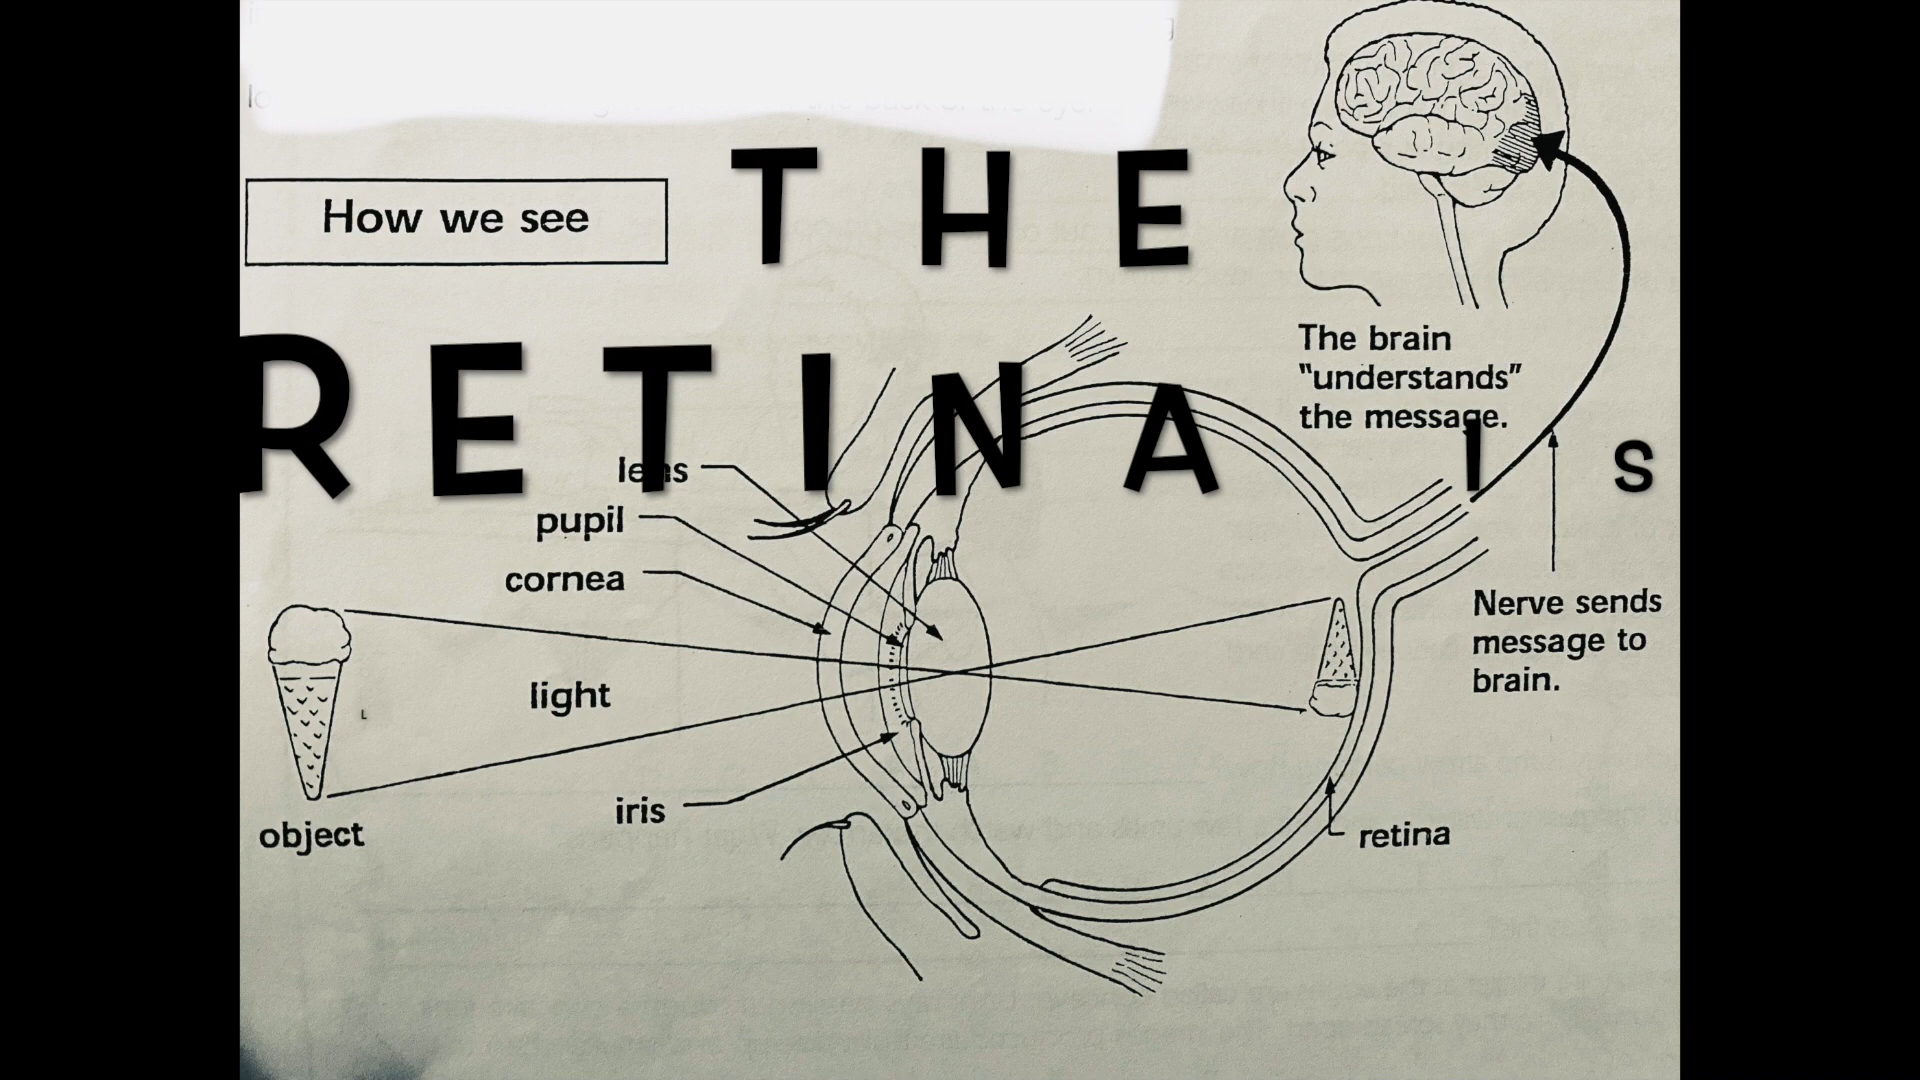 How we see
THE
RETINA
IS
The brain
"understands"
the message.
lens
pupil
cornea
light
iris
object
Nerve sends
message to
brain.
retina